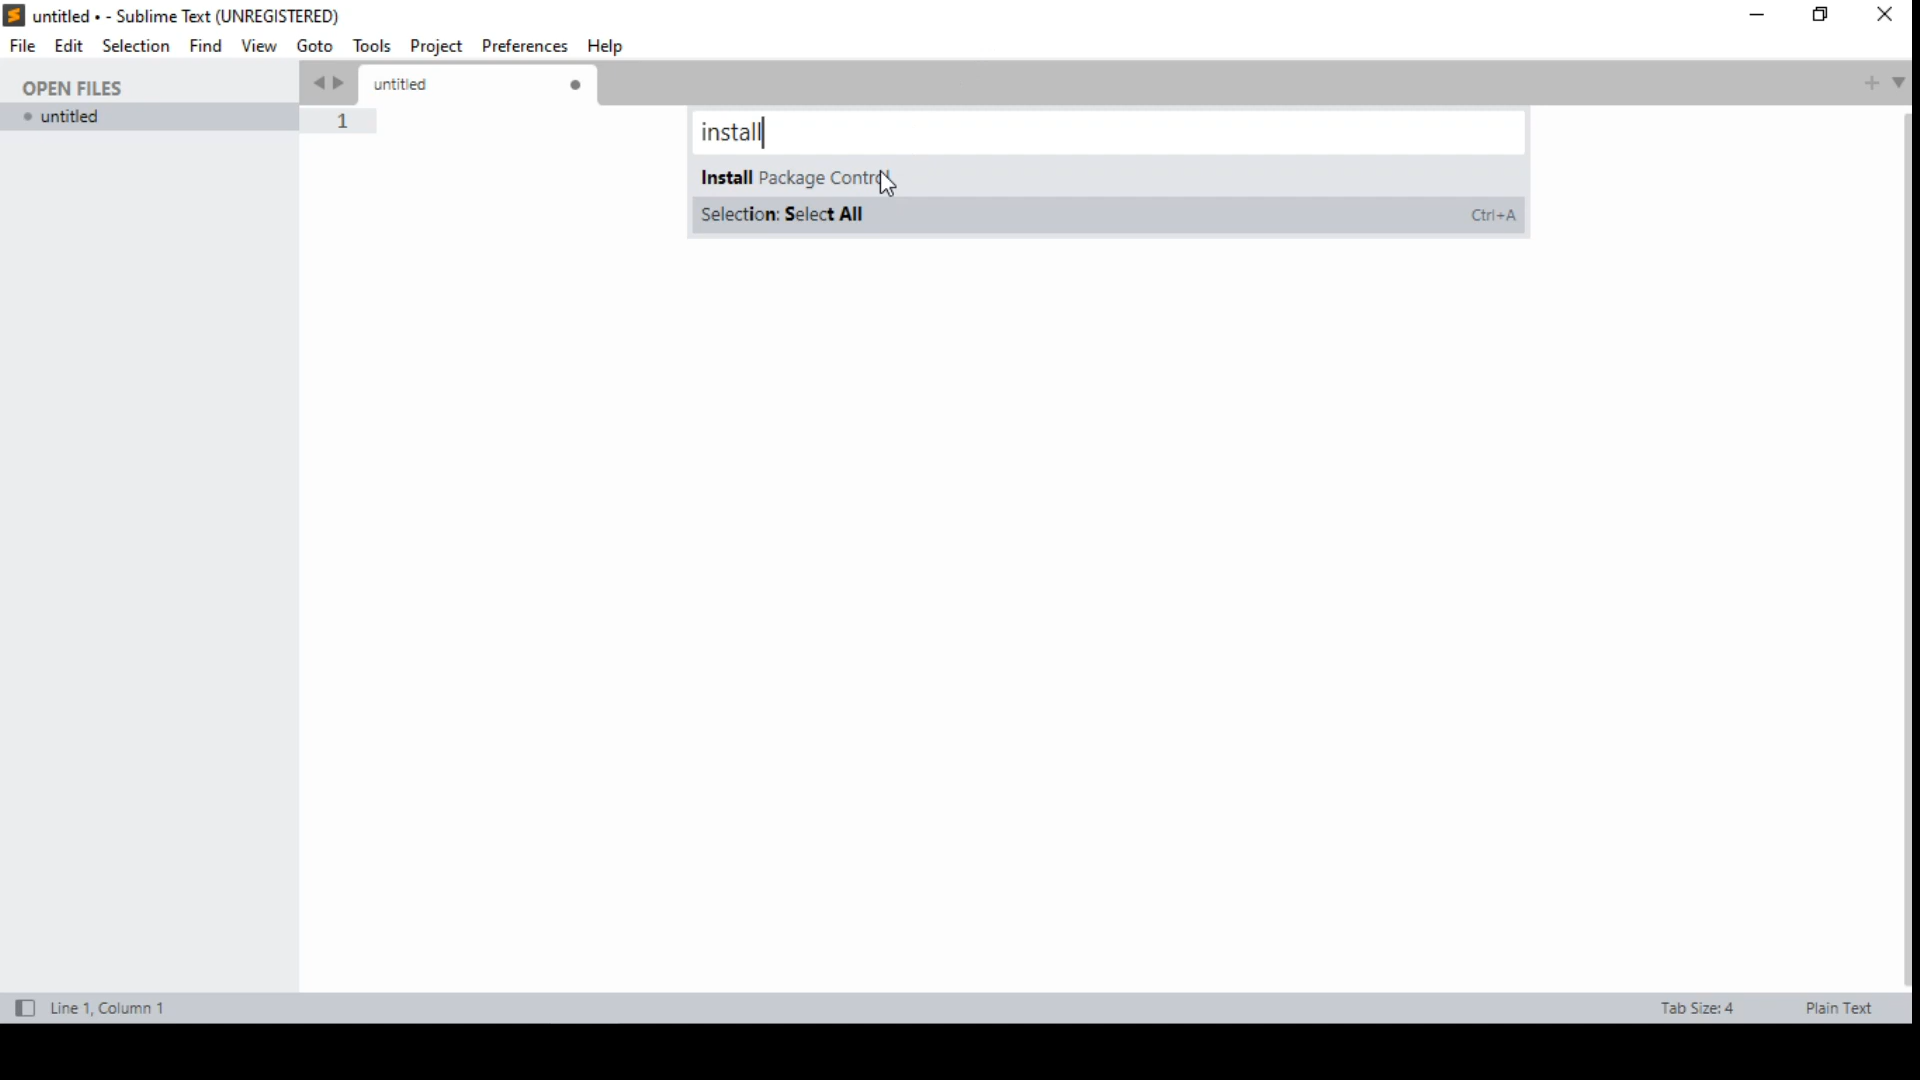 untitled • - Sublime Text (UNREGISTERED)
File Edit Selection Find View Goto Tools Project Preferences Help
OPEN FILES
untitled
untitled
1
install
Install Package Control
Selection: Select All Ctrl+A
Line 1, Column 1
Tab Size: 4
Plain Text